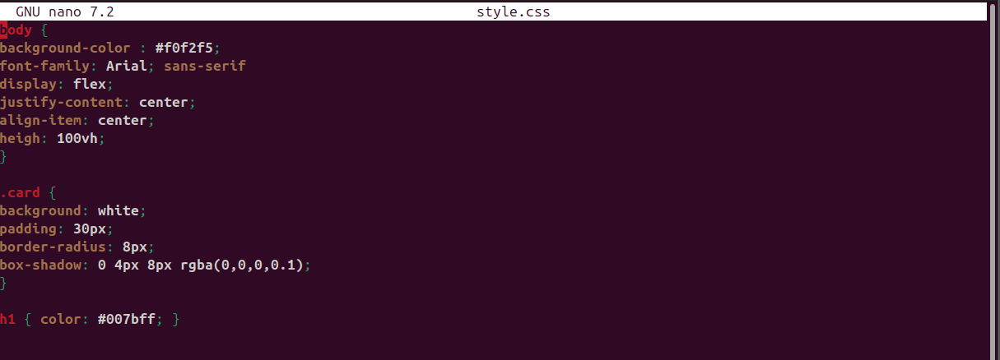 GNU nano 7.2 style.css
body {
background-color : #f0f2f5;
font-family: Arial; sans-serif
display: flex;
justify-content: center;
align-item: center;
heigh: 100vh;
}
.card {
background: white;
padding: 30px;
border-radius: 8px;
box-shadow: 0 4px 8px rgba(0,0,0,0.1);
}
h1 { color: #007bff; }